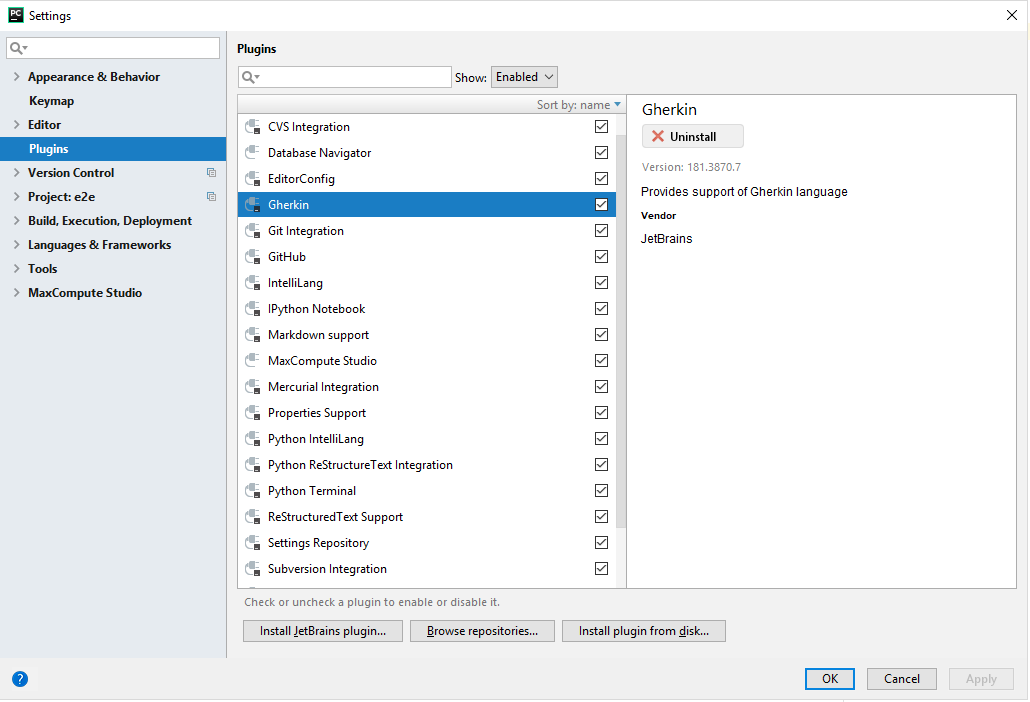 PC Settings
Appearance & Behavior
Keymap
Editor
Plugins
Version Control
Project: e2e
Build, Execution, Deployment
Languages & Frameworks
Tools
MaxCompute Studio
Plugins
Show: Enabled
Sort by: name
CVS Integration
Database Navigator
EditorConfig
Gherkin
Git Integration
GitHub
IntelliLang
IPython Notebook
Markdown support
MaxCompute Studio
Mercurial Integration
Properties Support
Python IntelliLang
Python ReStructureText Integration
Python Terminal
ReStructuredText Support
Settings Repository
Subversion Integration
Gherkin
Uninstall
Version: 181.3870.7
Provides support of Gherkin language
Vendor
JetBrains
Check or uncheck a plugin to enable or disable it.
Install JetBrains plugin... Browse repositories... Install plugin from disk...
? OK Cancel Apply